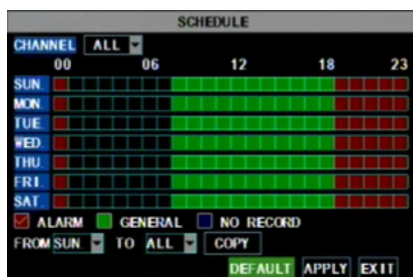 SCHEDULE
CHANNEL ALL
00 06 12 18 23
SUN.
MON.
TUE.
WED.
THU.
FRI.
SAT.
ALARM GENERAL NO RECORD
FROM SUN TO ALL COPY
DEFAULT APPLY EXIT